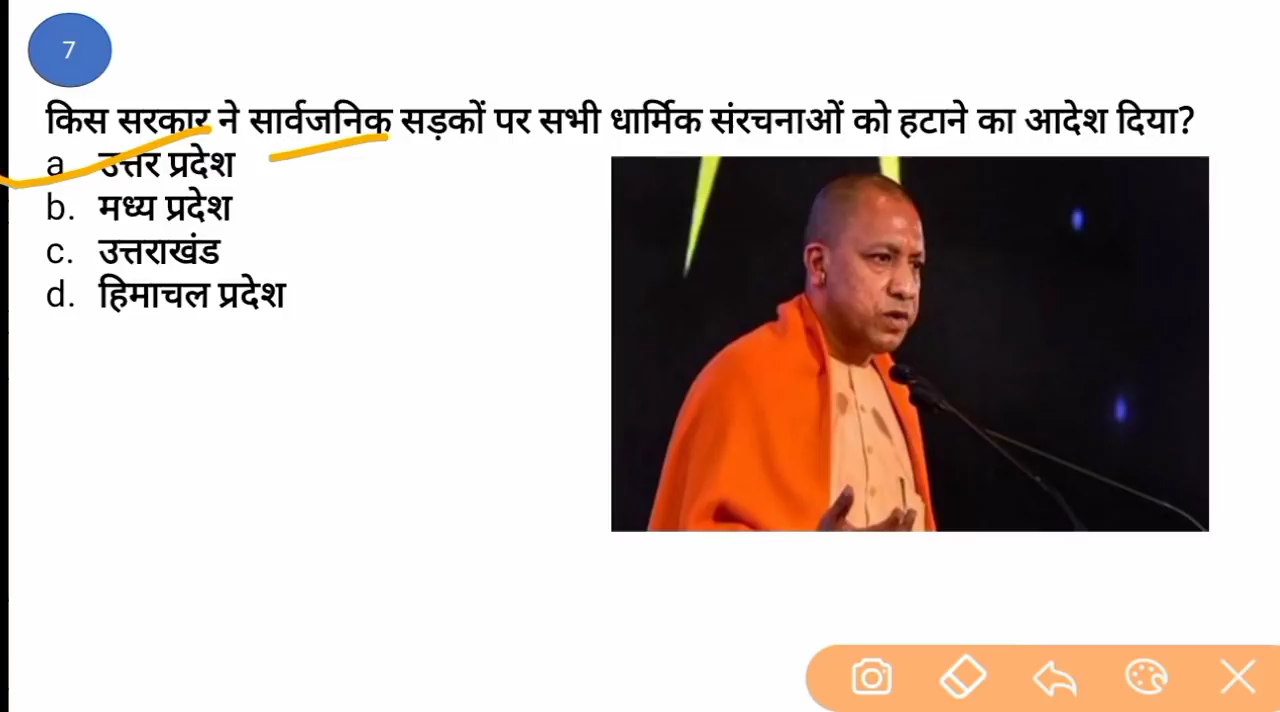 7
किस सरकार ने सार्वजनिक सड़कों पर सभी धार्मिक संरचनाओं को हटाने का आदेश दिया?
a उत्तर प्रदेश
b. मध्य प्रदेश
c. उत्तराखंड
d. हिमाचल प्रदेश